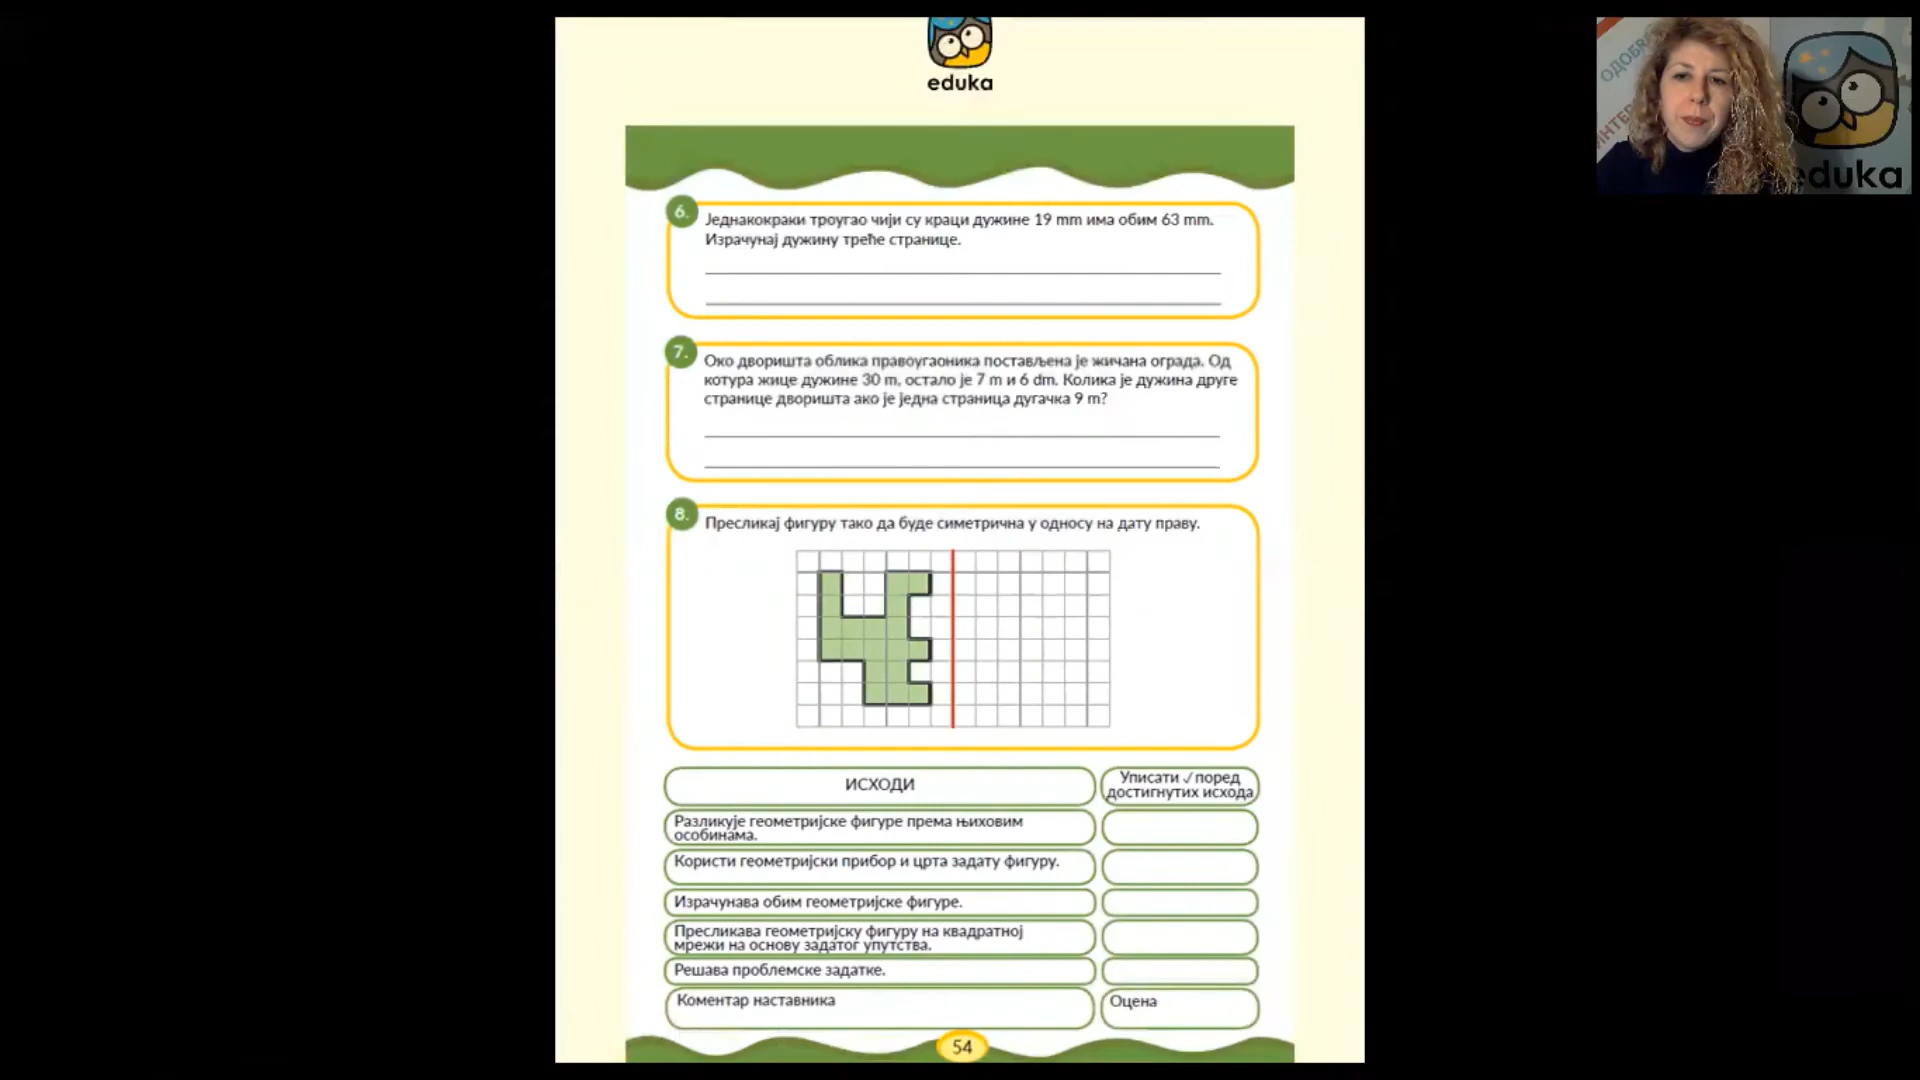 eduka
ОДОБР
ИНТЕР
eduka
6.
Једнакокраки троугао чији су краци дужине 19 mm има обим 63 mm.
Израчунај дужину треће странице.
7.
Око дворишта облика правоугаоника постављена је жичана ограда. Од
котура жице дужине 30 m, остало је 7 m и 6 dm. Колика је дужина друге
странице дворишта ако је једна страница дугачка 9 m?
8.
Пресликај фигуру тако да буде симетрична у односу на дату праву.
ИСХОДИ
Уписати ✓ поред
достигнутих исхода
Разликује геометријске фигуре према њиховим
особинама.
Користи геометријски прибор и црта задату фигуру.
Израчунава обим геометријске фигуре.
Пресликава геометријску фигуру на квадратној
мрежи на основу задатог упутства.
Решава проблемске задатке.
Коментар наставника
Оцена
54